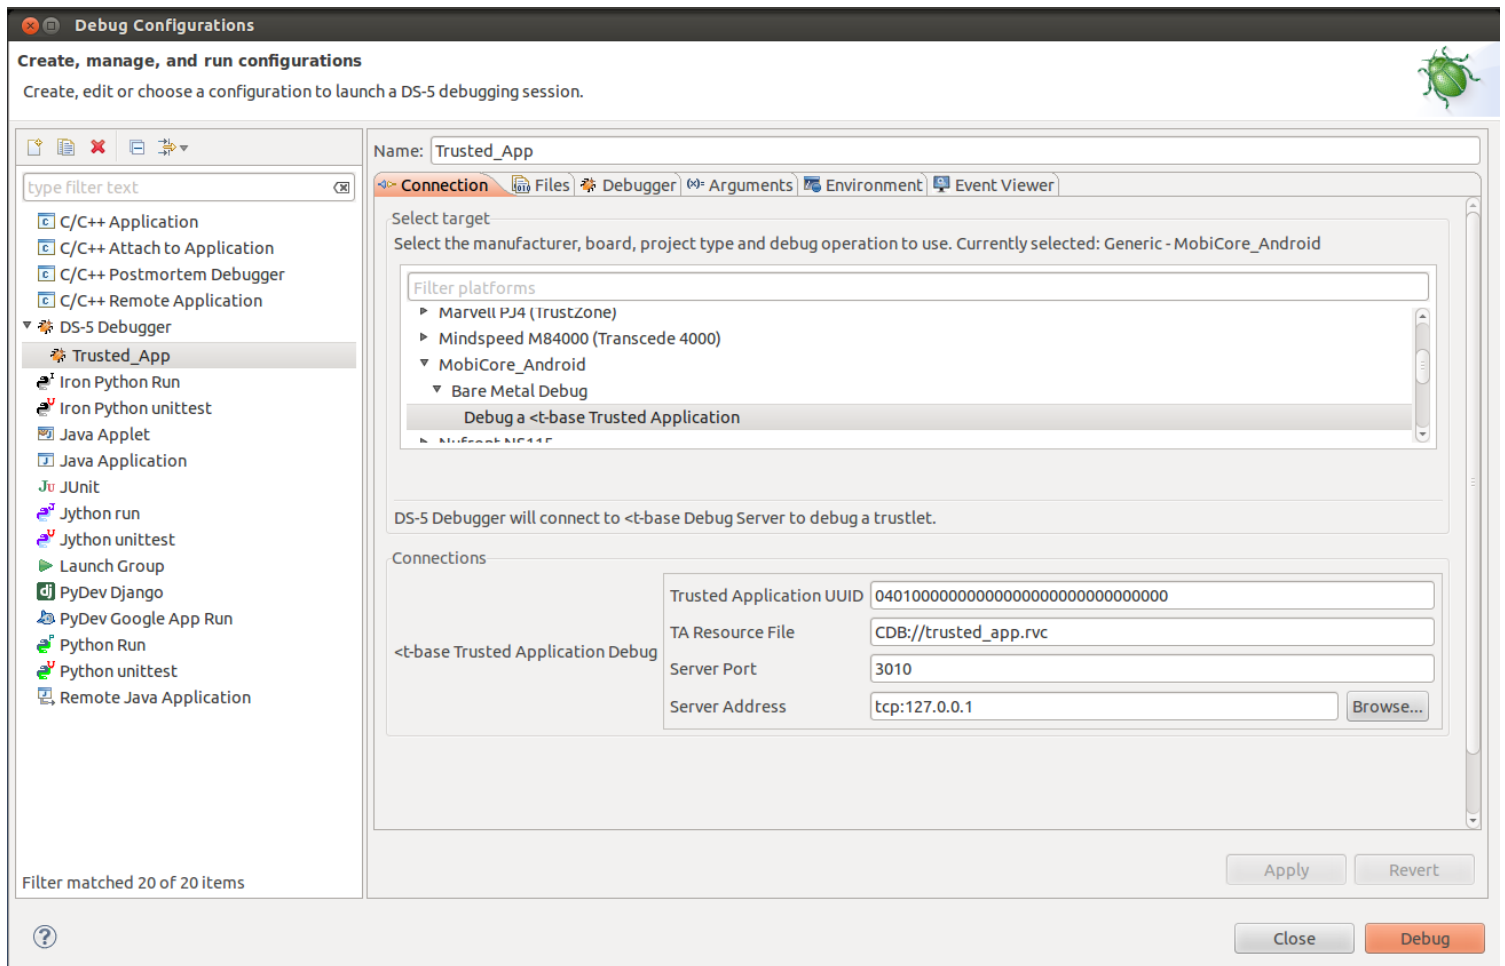 Debug Configurations
Create, manage, and run configurations
Create, edit or choose a configuration to launch a DS-5 debugging session.
type filter text
C/C++ Application
C/C++ Attach to Application
C/C++ Postmortem Debugger
C/C++ Remote Application
DS-5 Debugger
Trusted_App
Iron Python Run
Iron Python unittest
Java Applet
Java Application
JUnit
Jython run
Jython unittest
Launch Group
PyDev Django
PyDev Google App Run
Python Run
Python unittest
Remote Java Application
Filter matched 20 of 20 items
Name: Trusted_App
Connection Files Debugger Arguments Environment Event Viewer
Select target
Select the manufacturer, board, project type and debug operation to use. Currently selected: Generic - MobiCore_Android
Filter platforms
Marvell PJ4 (TrustZone)
Mindspeed M84000 (Transcede 4000)
MobiCore_Android
Bare Metal Debug
Debug a <t-base Trusted Application
Nufront NS115
DS-5 Debugger will connect to <t-base Debug Server to debug a trustlet.
Connections
<t-base Trusted Application Debug
Trusted Application UUID 04010000000000000000000000000000
TA Resource File CDB://trusted_app.rvc
Server Port 3010
Server Address tcp:127.0.0.1 Browse...
Apply Revert
Close Debug